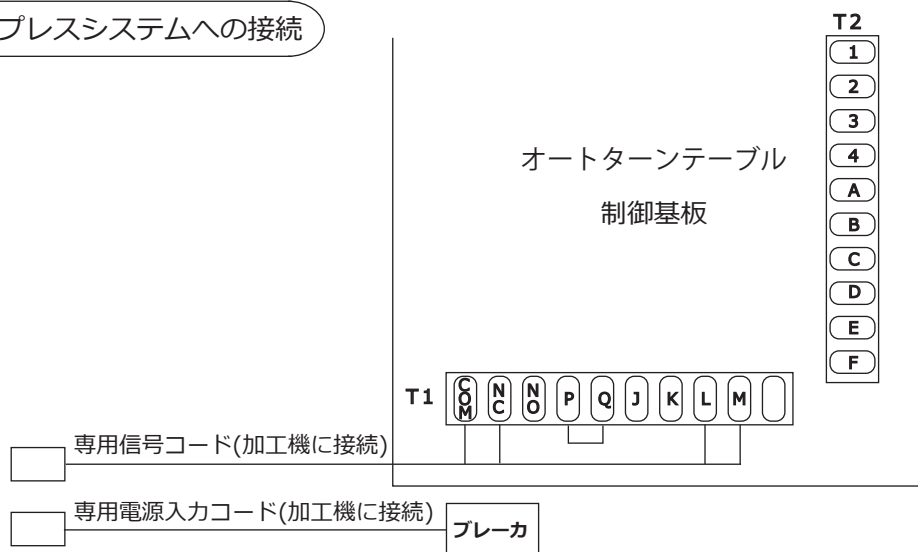 プレスシステムへの接続
T2
1
2
3
4
A
B
C
D
E
F
オートターンテーブル
制御基板
T1
COM
NC
NO
P
Q
J
K
L
M
専用信号コード(加工機に接続)
専用電源入力コード(加工機に接続)
ブレーカ